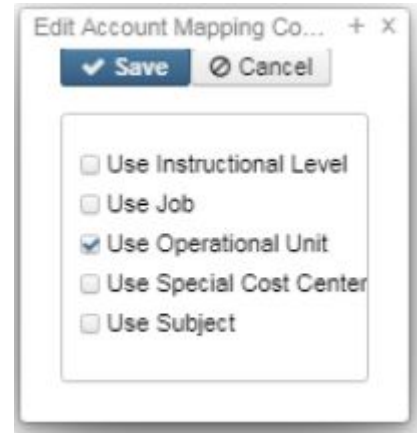 Edit Account Mapping Co... + X
Save Cancel
Use Instructional Level
Use Job
Use Operational Unit
Use Special Cost Center
Use Subject